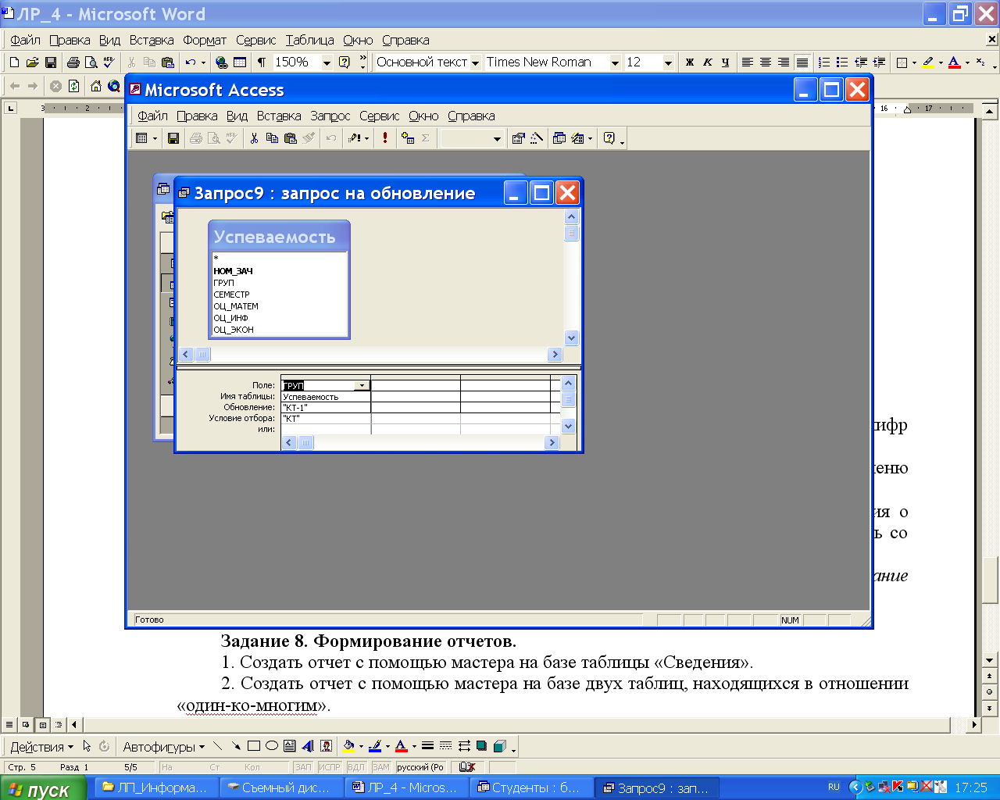 ЛР_4 - Microsoft Word
Файл Правка Вид Вставка Формат Сервис Таблица Окно Справка
150% Основной текст Times New Roman 12 Ж К Ч
3 2 16 17
Microsoft Access
Файл Правка Вид Вставка Запрос Сервис Окно Справка
Запрос9 : запрос на обновление
Успеваемость
*
НОМ_ЗАЧ
ГРУП
СЕМЕСТР
ОЦ_МАТЕМ
ОЦ_ИНФ
ОЦ_ЭКОН
Поле: ГРУП
Имя таблицы: Успеваемость
Обновление: "КТ-1"
Условие отбора: "КТ"
или:
ифр
еню
ия о
ь со
ание
Готово NUM
Задание 8. Формирование отчетов.
1. Создать отчет с помощью мастера на базе таблицы «Сведения».
2. Создать отчет с помощью мастера на базе двух таблиц, находящихся в отношении
«один-ко-многим».
Действия Автофигуры
Стр. 5 Разд 1 5/5 На Ст Кол ЗАП ИСПР ВДЛ ЗАМ русский (Ро
пуск ЛП_Информа... Съемный дис... ЛР_4 - Micros... Студенты : б... Запрос9 : зап... RU 17:25